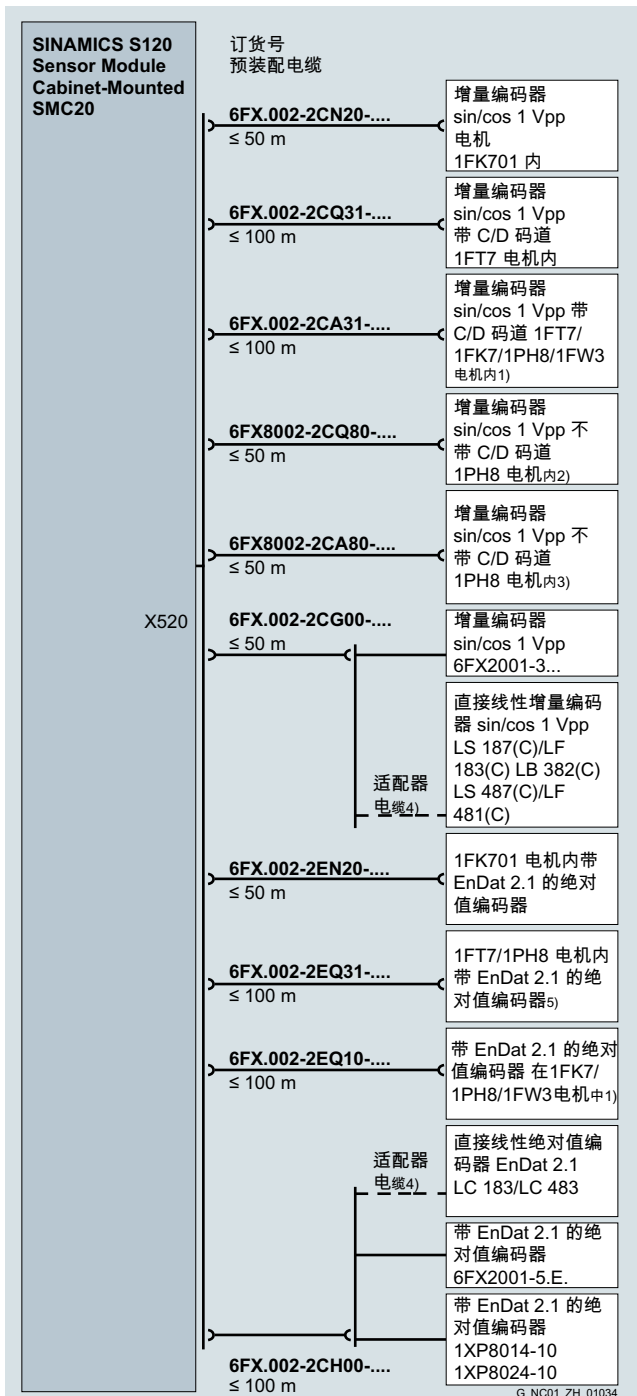 SINAMICS S120
Sensor Module
Cabinet-Mounted
SMC20
订货号
预装配电缆
6FX.002-2CN20-....
≤ 50 m
增量编码器
sin/cos 1 Vpp
电机
1FK701 内
6FX.002-2CQ31-....
≤ 100 m
增量编码器
sin/cos 1 Vpp
带 C/D 码道
1FT7 电机内
6FX.002-2CA31-....
≤ 100 m
增量编码器
sin/cos 1 Vpp 带
C/D 码道 1FT7/
1FK7/1PH8/1FW3
电机内1)
6FX8002-2CQ80-....
≤ 50 m
增量编码器
sin/cos 1 Vpp 不
带 C/D 码道
1PH8 电机内2)
6FX8002-2CA80-....
≤ 50 m
增量编码器
sin/cos 1 Vpp 不
带 C/D 码道
1PH8 电机内3)
X520
6FX.002-2CG00-....
≤ 50 m
增量编码器
sin/cos 1 Vpp
6FX2001-3...
适配器
电缆4)
直接线性增量编码
器 sin/cos 1 Vpp
LS 187(C)/LF
183(C) LB 382(C)
LS 487(C)/LF
481(C)
6FX.002-2EN20-....
≤ 50 m
1FK701 电机内带
EnDat 2.1 的绝对
值编码器
6FX.002-2EQ31-....
≤ 100 m
1FT7/1PH8 电机内
带 EnDat 2.1 的绝
对值编码器5)
6FX.002-2EQ10-....
≤ 100 m
带 EnDat 2.1 的绝对
值编码器 在1FK7/
1PH8/1FW3电机中1)
适配器
电缆4)
直接线性绝对值编
码器 EnDat 2.1
LC 183/LC 483
带 EnDat 2.1 的绝
对值编码器
6FX2001-5.E.
带 EnDat 2.1 的绝
对值编码器
1XP8014-10
1XP8024-10
6FX.002-2CH00-....
≤ 100 m
G_NC01_ZH_01034